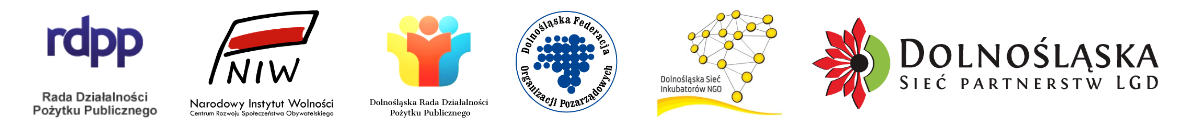 rdpp
Rada Działalności
Pożytku Publicznego
NIW
Narodowy Instytut Wolności
Centrum Rozwoju Społeczeństwa Obywatelskiego
Dolnośląska Rada Działalności
Pożytku Publicznego
Dolnośląska Federacja
Organizacji Pozarządowych
Dolnośląska Sieć
Inkubatorów NGO
DOLNOŚLĄSKA
SIEĆ PARTNERSTW LGD